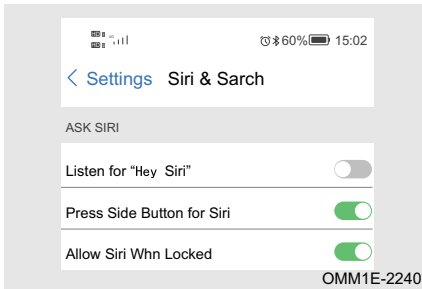 60% 15:02
Settings Siri & Sarch
ASK SIRI
Listen for “Hey Siri”
Press Side Button for Siri
Allow Siri Whn Locked
OMM1E-2240